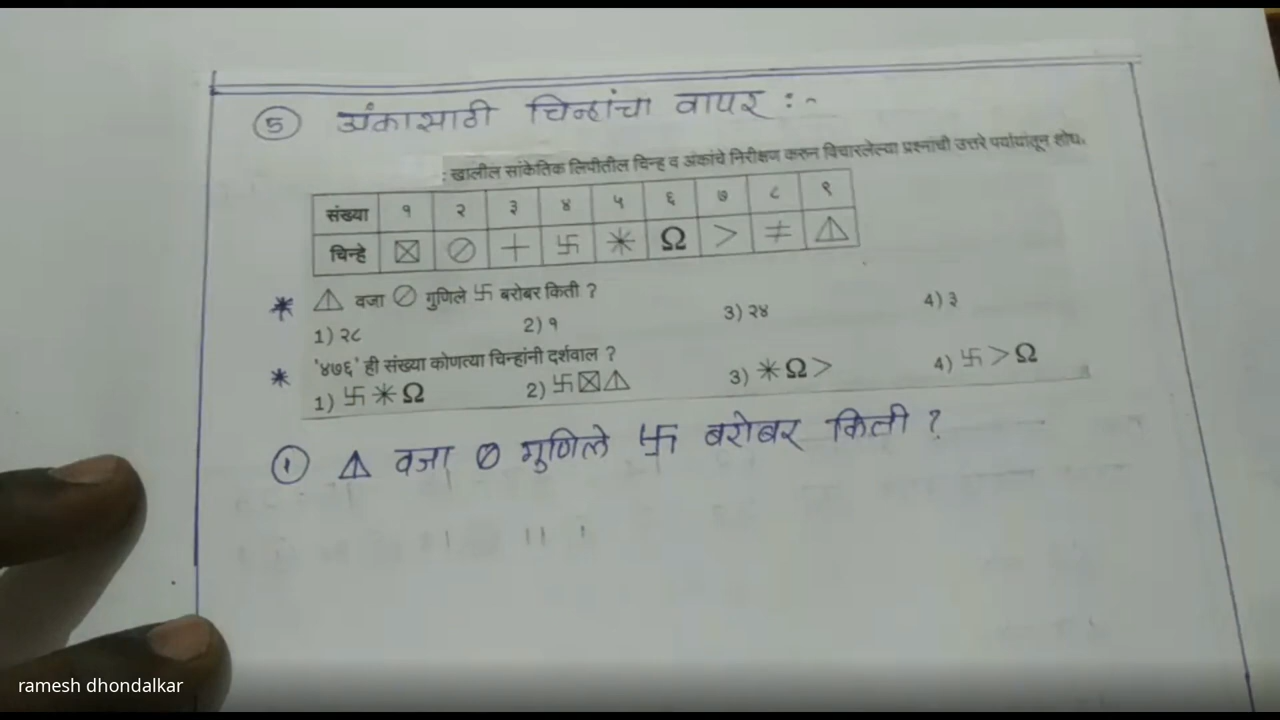 5 अंकासाठी चिन्हांचा वापर :-
: खालील सांकेतिक लिपीतील चिन्ह व अंकांचे निरीक्षण करुन विचारलेल्या प्रश्नाची उत्तरे पर्यायांतून शोध.
संख्या १ २ ३ ४ ५ ६ ७ ८ ९
चिन्हे ☒ ⊘ + 卐 * Ω > ≠ ⚠
* ⚠ वजा ⊘ गुणिले 卐 बरोबर किती ?
1) २८ 2) १ 3) २४ 4) ३
* '४७६' ही संख्या कोणत्या चिन्हांनी दर्शवाल ?
1) 卐 * Ω 2) 卐 ☒ ⚠ 3) * Ω > 4) 卐 > Ω
१ ⚠ वजा ⊘ गुणिले 卐 बरोबर किती ?
ramesh dhondalkar